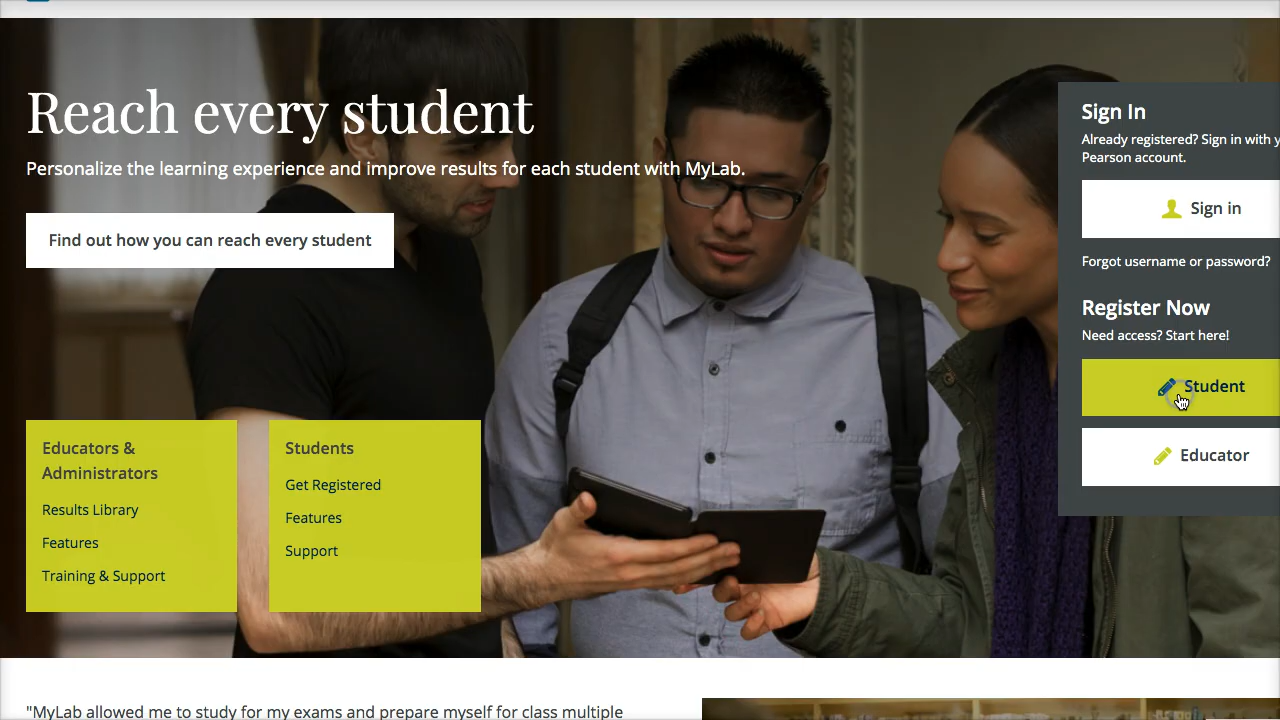 Reach every student
Personalize the learning experience and improve results for each student with MyLab.
Find out how you can reach every student
Educators &
Administrators
Results Library
Features
Training & Support
Students
Get Registered
Features
Support
Sign In
Already registered? Sign in with y
Pearson account.
Sign in
Forgot username or password?
Register Now
Need access? Start here!
Student
Educator
"MyLab allowed me to study for my exams and prepare myself for class multiple